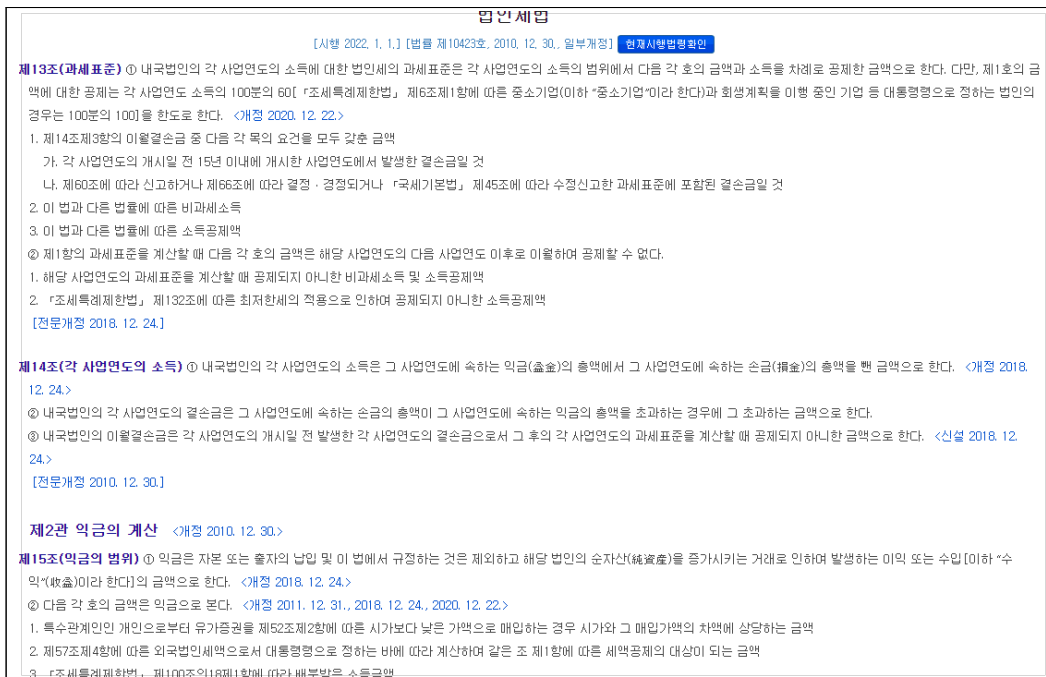 법인세법
[시행 2022. 1. 1.] [법률 제10423호, 2010. 12. 30., 일부개정] 현재시행법령확인
제13조(과세표준) ① 내국법인의 각 사업연도의 소득에 대한 법인세의 과세표준은 각 사업연도의 소득의 범위에서 다음 각 호의 금액과 소득을 차례로 공제한 금액으로 한다. 다만, 제1호의 금
액에 대한 공제는 각 사업연도 소득의 100분의 60[「조세특례제한법」 제6조제1항에 따른 중소기업(이하 "중소기업"이라 한다)과 회생계획을 이행 중인 기업 등 대통령령으로 정하는 법인의
경우는 100분의 100]을 한도로 한다. <개정 2020. 12. 22.>
1. 제14조제3항의 이월결손금 중 다음 각 목의 요건을 모두 갖춘 금액
가. 각 사업연도의 개시일 전 15년 이내에 개시한 사업연도에서 발생한 결손금일 것
나. 제60조에 따라 신고하거나 제66조에 따라 결정ㆍ경정되거나 「국세기본법」 제45조에 따라 수정신고한 과세표준에 포함된 결손금일 것
2. 이 법과 다른 법률에 따른 비과세소득
3. 이 법과 다른 법률에 따른 소득공제액
② 제1항의 과세표준을 계산할 때 다음 각 호의 금액은 해당 사업연도의 다음 사업연도 이후로 이월하여 공제할 수 없다.
1. 해당 사업연도의 과세표준을 계산할 때 공제되지 아니한 비과세소득 및 소득공제액
2. 「조세특례제한법」 제132조에 따른 최저한세의 적용으로 인하여 공제되지 아니한 소득공제액
[전문개정 2018. 12. 24.]
제14조(각 사업연도의 소득) ① 내국법인의 각 사업연도의 소득은 그 사업연도에 속하는 익금(益金)의 총액에서 그 사업연도에 속하는 손금(損金)의 총액을 뺀 금액으로 한다. <개정 2018.
12. 24.>
② 내국법인의 각 사업연도의 결손금은 그 사업연도에 속하는 손금의 총액이 그 사업연도에 속하는 익금의 총액을 초과하는 경우에 그 초과하는 금액으로 한다.
③ 내국법인의 이월결손금은 각 사업연도의 개시일 전 발생한 각 사업연도의 결손금으로서 그 후의 각 사업연도의 과세표준을 계산할 때 공제되지 아니한 금액으로 한다. <신설 2018. 12.
24.>
[전문개정 2010. 12. 30.]
제2관 익금의 계산 <개정 2010. 12. 30.>
제15조(익금의 범위) ① 익금은 자본 또는 출자의 납입 및 이 법에서 규정하는 것은 제외하고 해당 법인의 순자산(純資産)을 증가시키는 거래로 인하여 발생하는 이익 또는 수입[이하 "수
익"(收益)이라 한다]의 금액으로 한다. <개정 2018. 12. 24.>
② 다음 각 호의 금액은 익금으로 본다. <개정 2011. 12. 31., 2018. 12. 24., 2020. 12. 22.>
1. 특수관계인인 개인으로부터 유가증권을 제52조제2항에 따른 시가보다 낮은 가액으로 매입하는 경우 시가와 그 매입가액의 차액에 상당하는 금액
2. 제57조제4항에 따른 외국법인세액으로서 대통령령으로 정하는 바에 따라 계산하여 같은 조 제1항에 따른 세액공제의 대상이 되는 금액
3. 「조세특례제한법」 제100조의18제1항에 따라 배분받은 소득금액